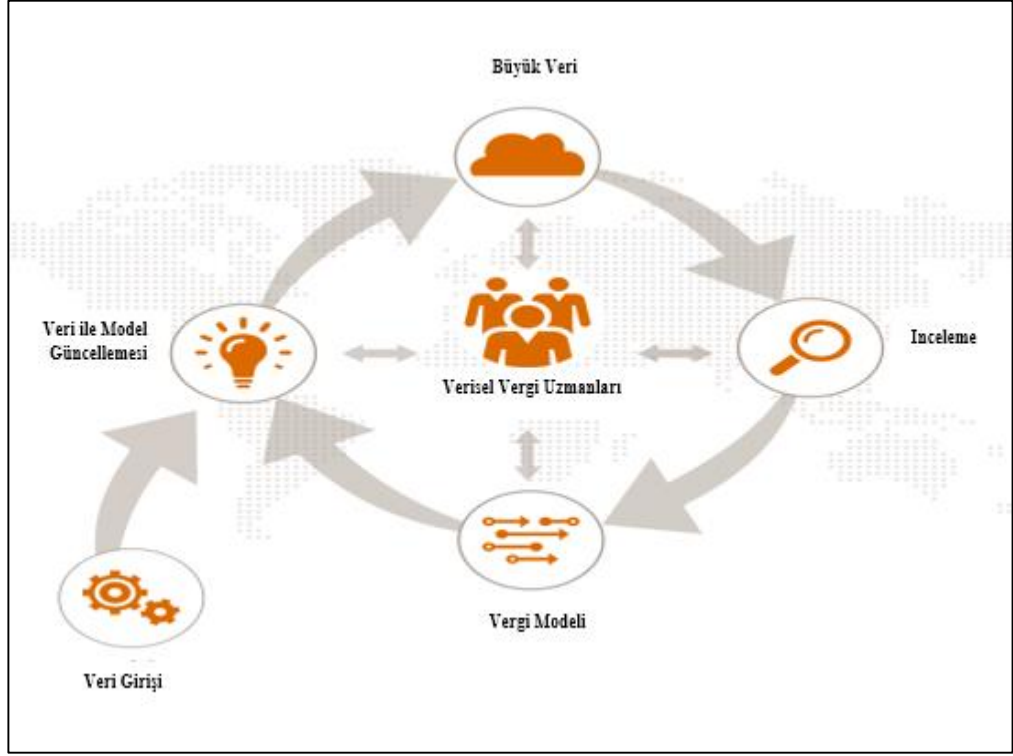 Büyük Veri
Veri ile Model
Güncellemesi
Inceleme
Verisel Vergi Uzmanları
Vergi Modeli
Veri Girişi